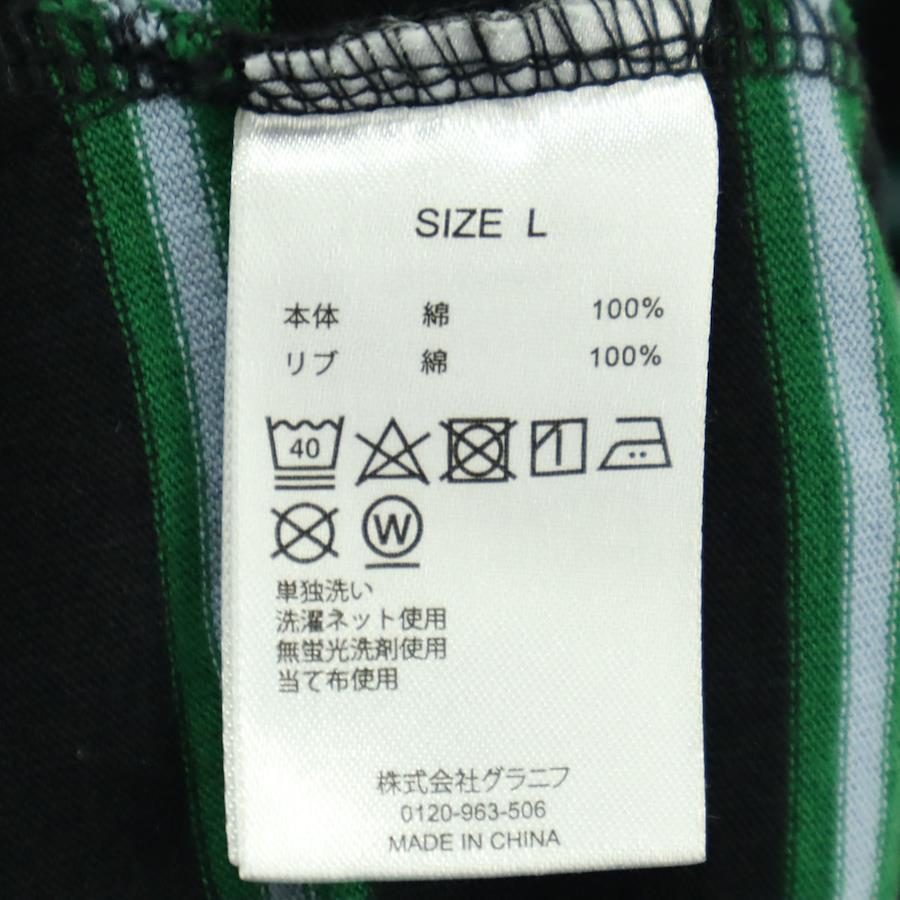 SIZE L
本体 綿 100%
リブ 綿 100%
40
W
単独洗い
洗濯ネット使用
無蛍光洗剤使用
当て布使用
株式会社グラニフ
0120-963-506
MADE IN CHINA